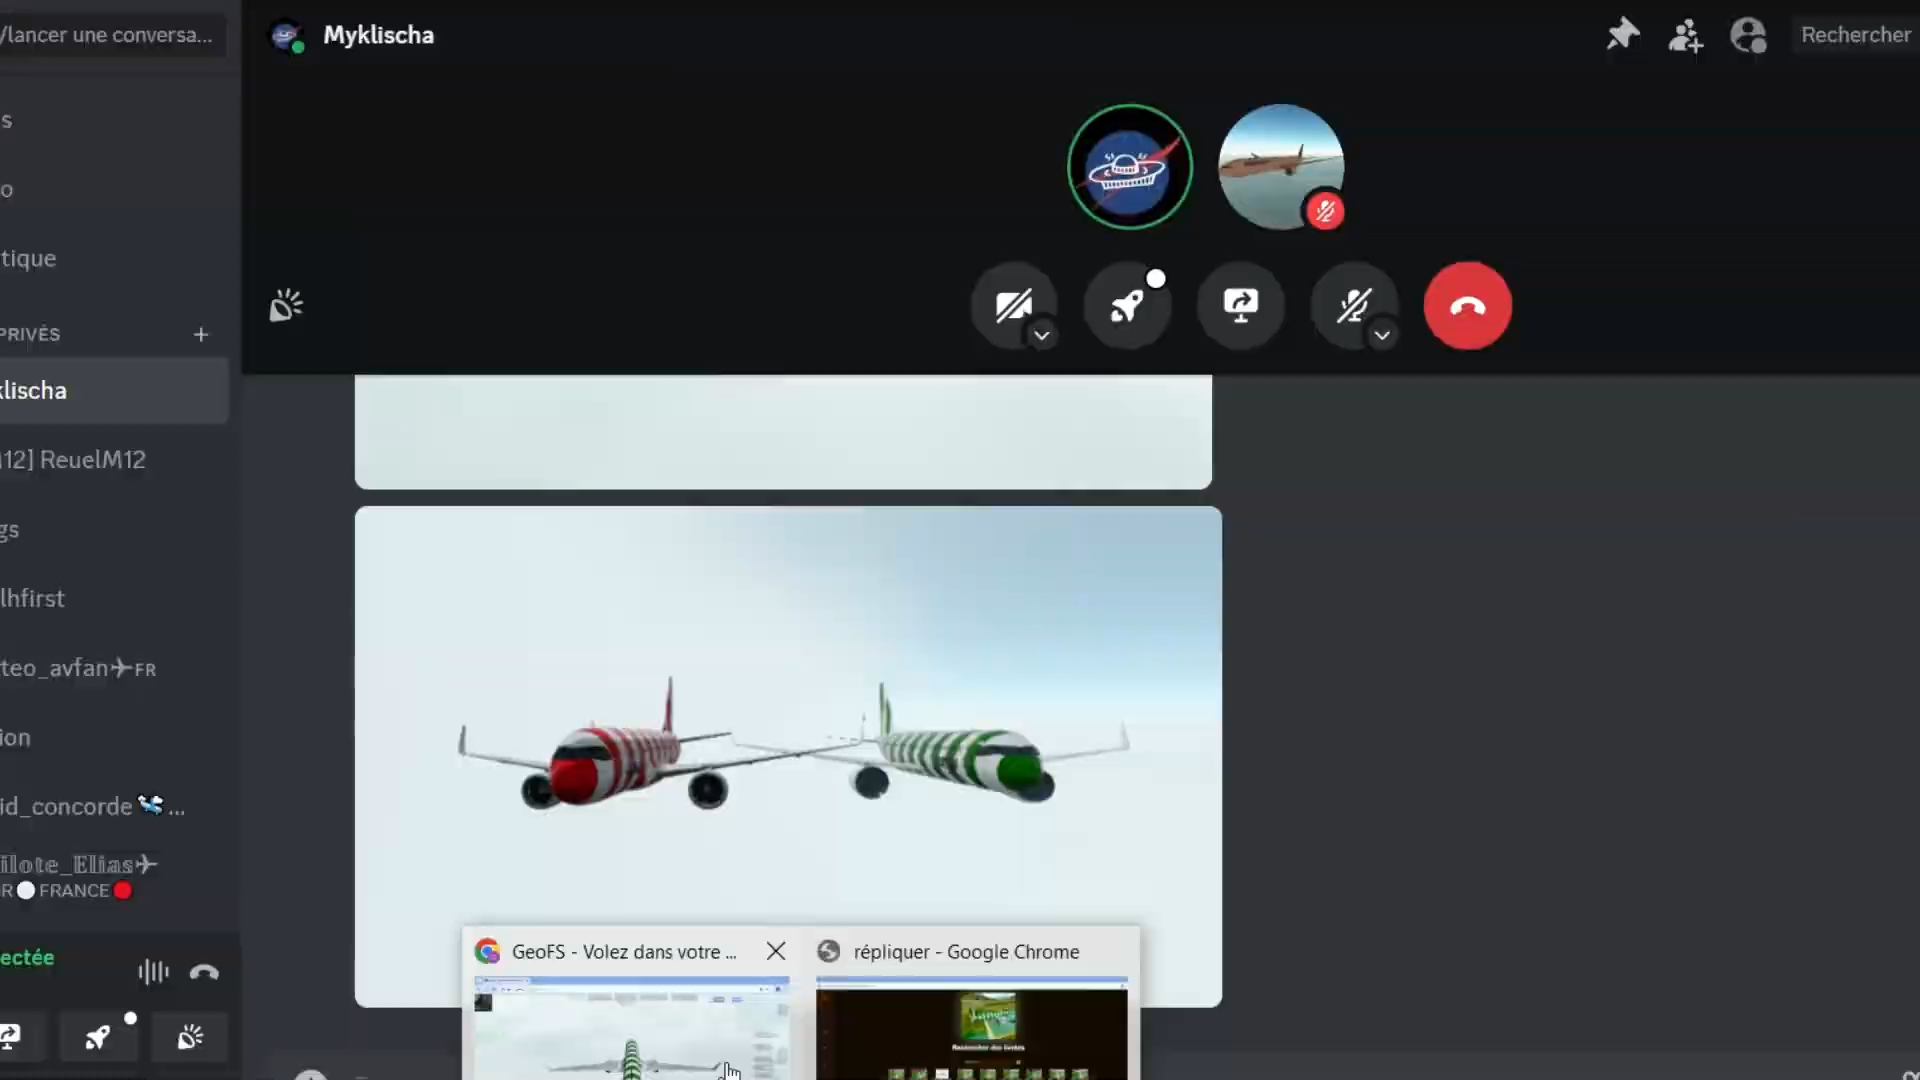 /lancer une conversa...
Myklischa
Rechercher
s
o
tique
PRIVÉS
klischa
12] ReuelM12
gs
lhfirst
teo_avfan✈FR
ion
id_concorde 🛩️...
ilote_Elias✈
R⚪FRANCE🔴
ectée
GeoFS - Volez dans votre ...
répliquer - Google Chrome